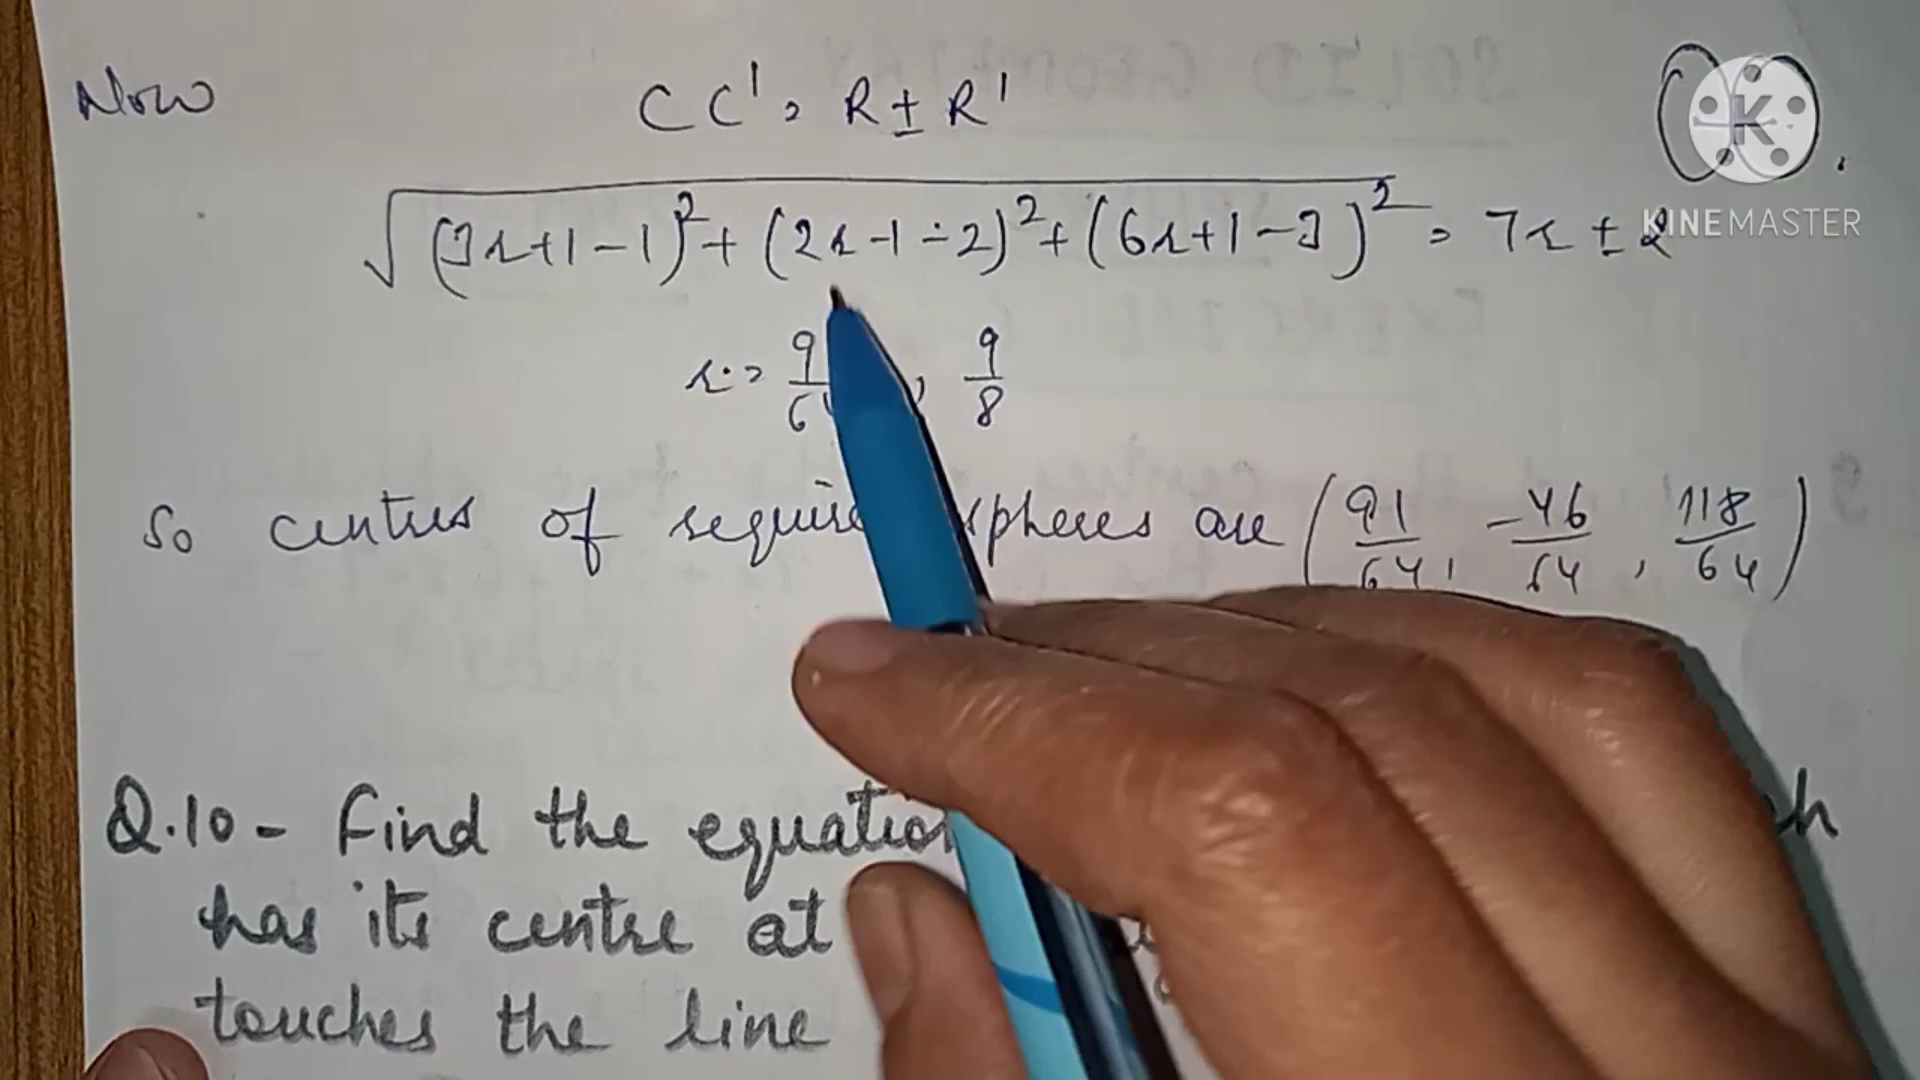 Now CC' = R ± R'
K
KINEMASTER
√(3r+1-1)² + (2r-1-2)² + (6r+1-3)² = 7r ± 2
r = 9/64, 9/8
So centres of spheres are (91/64, -46/64, 118/64)
Q.10 - Find the equation
has its centre at
touches the line